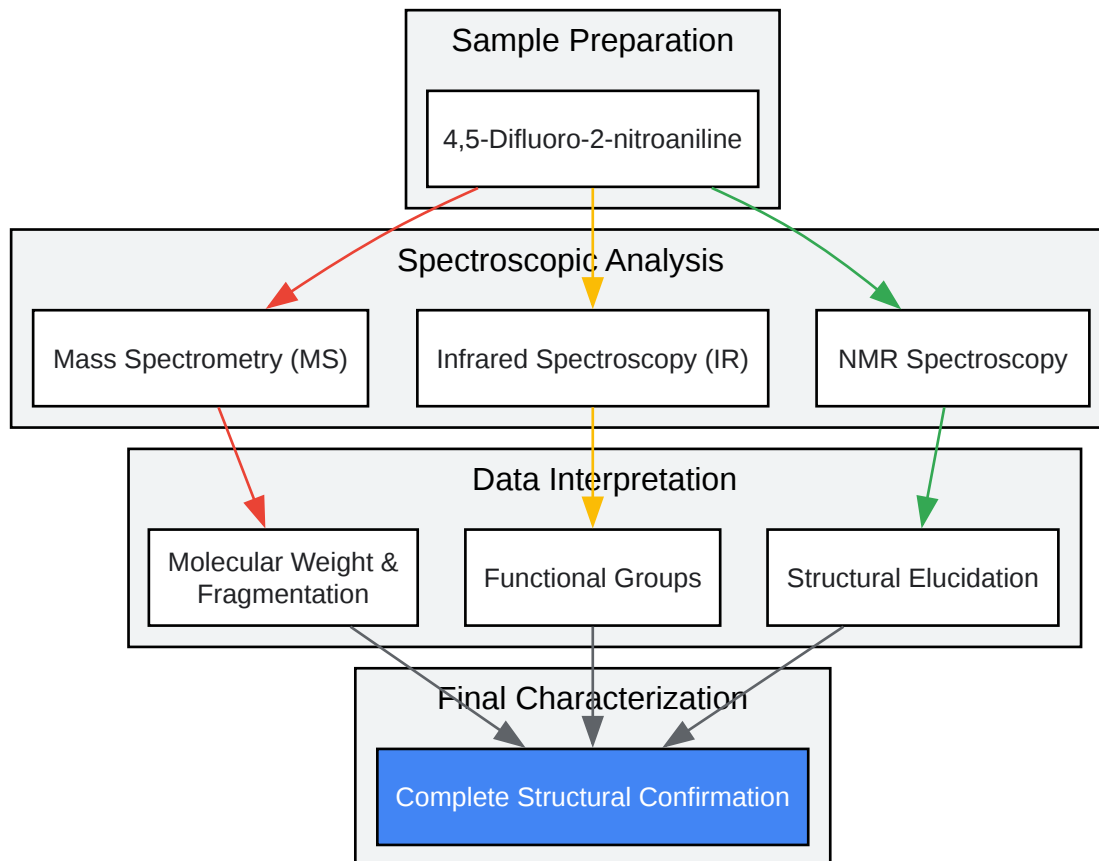 Sample Preparation
4,5-Difluoro-2-nitroaniline
Spectroscopic Analysis
Mass Spectrometry (MS)
Infrared Spectroscopy (IR)
NMR Spectroscopy
Data Interpretation
Molecular Weight &
Fragmentation
Functional Groups
Structural Elucidation
Final Characterization
Complete Structural Confirmation